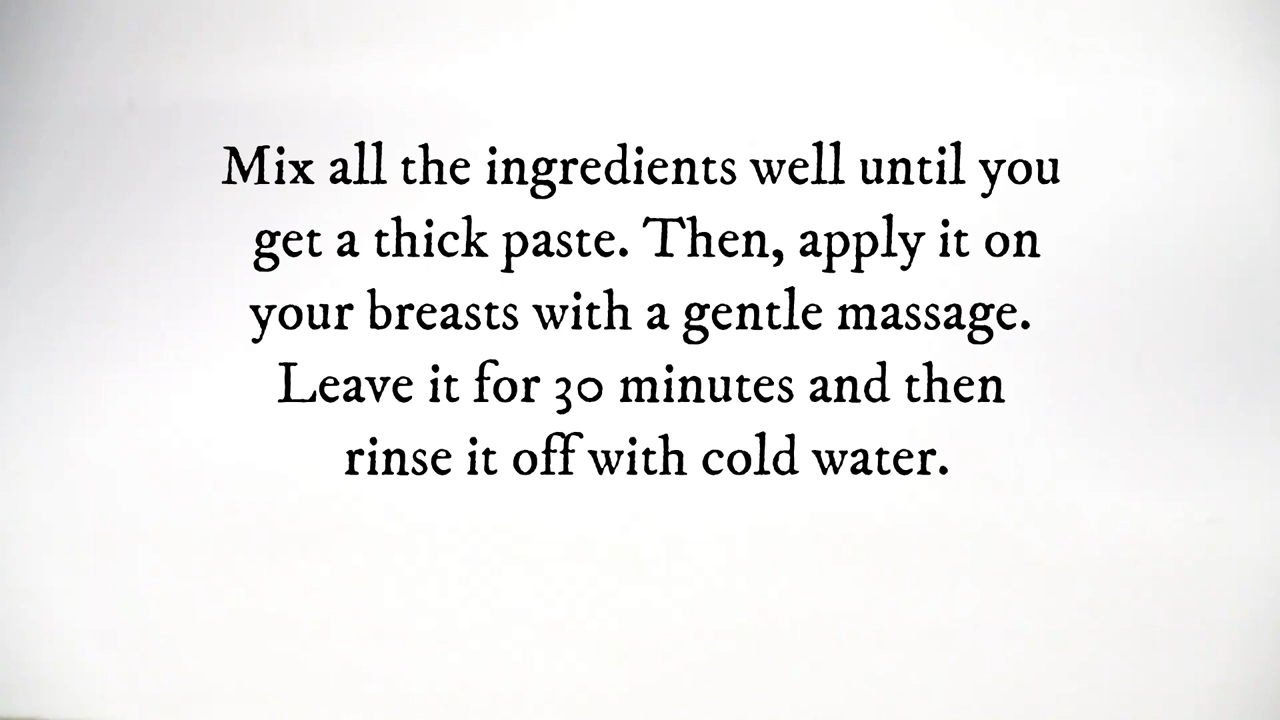 Mix all the ingredients well until you
get a thick paste. Then, apply it on
your breasts with a gentle massage.
Leave it for 30 minutes and then
rinse it off with cold water.